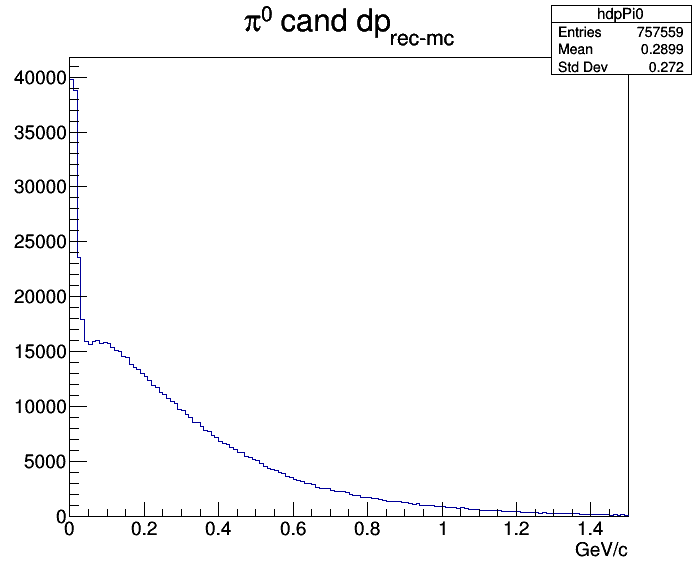 π⁰ cand dp_rec-mc
hdpPi0
Entries 757559
Mean 0.2899
Std Dev 0.272
40000
35000
30000
25000
20000
15000
10000
5000
0
0 0.2 0.4 0.6 0.8 1 1.2 1.4
GeV/c